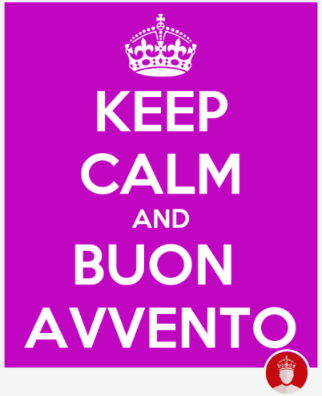 KEEP
CALM
AND
BUON
AVVENTO